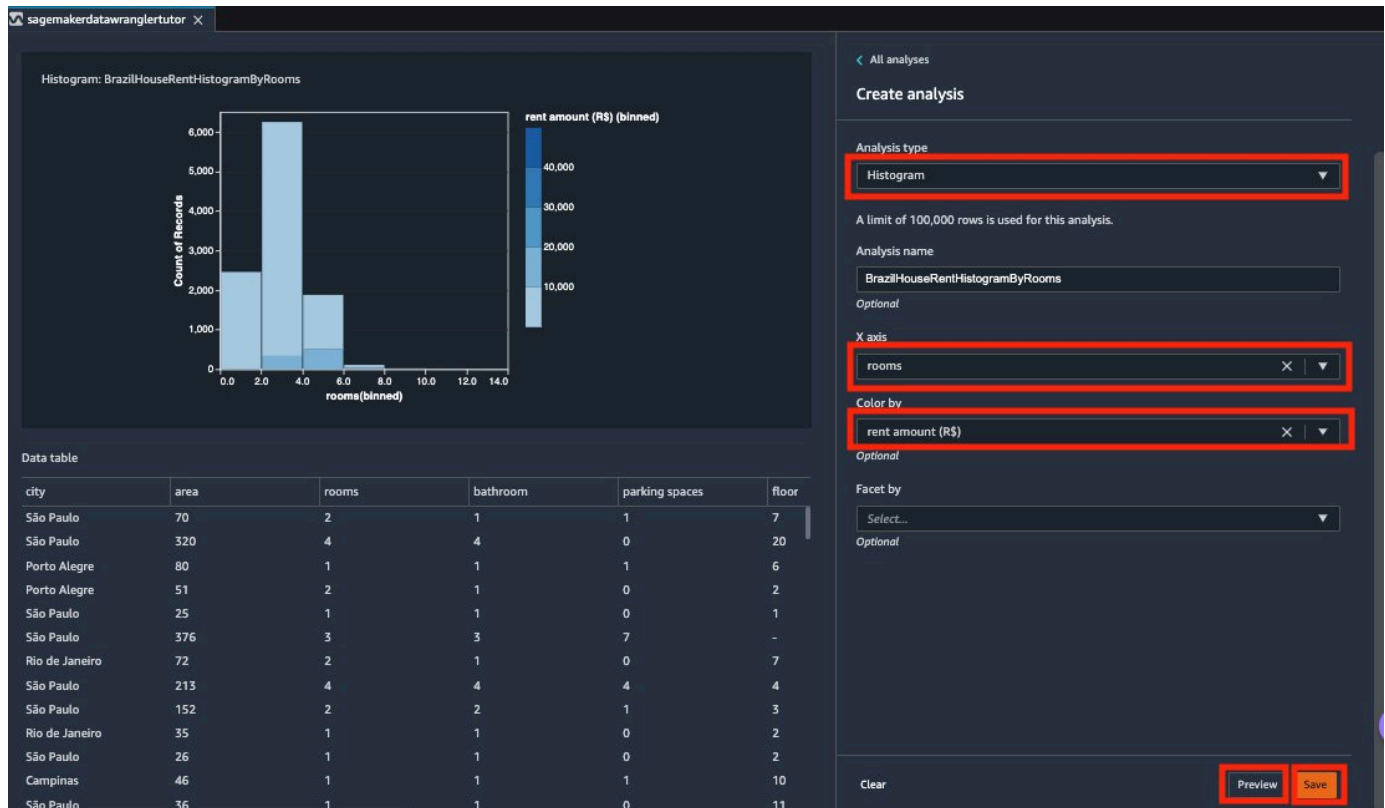 sagemakerdatawranglertutor
Histogram: BrazilHouseRentHistogramByRooms
rent amount (R$) (binned)
40,000
30,000
20,000
10,000
Count of Records
6,000
5,000
4,000
3,000
2,000
1,000
0
0.0 2.0 4.0 6.0 8.0 10.0 12.0 14.0
rooms(binned)
Data table
city area rooms bathroom parking spaces floor
São Paulo 70 2 1 1 7
São Paulo 320 4 4 0 20
Porto Alegre 80 1 1 1 6
Porto Alegre 51 2 1 0 2
São Paulo 25 1 1 0 1
São Paulo 376 3 3 7 -
Rio de Janeiro 72 2 1 0 7
São Paulo 213 4 4 4 4
São Paulo 152 2 2 1 3
Rio de Janeiro 35 1 1 0 2
São Paulo 26 1 1 0 2
Campinas 46 1 1 1 10
São Paulo 36 1 1 0 11
All analyses
Create analysis
Analysis type
Histogram
A limit of 100,000 rows is used for this analysis.
Analysis name
BrazilHouseRentHistogramByRooms
Optional
X axis
rooms
Color by
rent amount (R$)
Optional
Facet by
Select...
Optional
Clear Preview Save